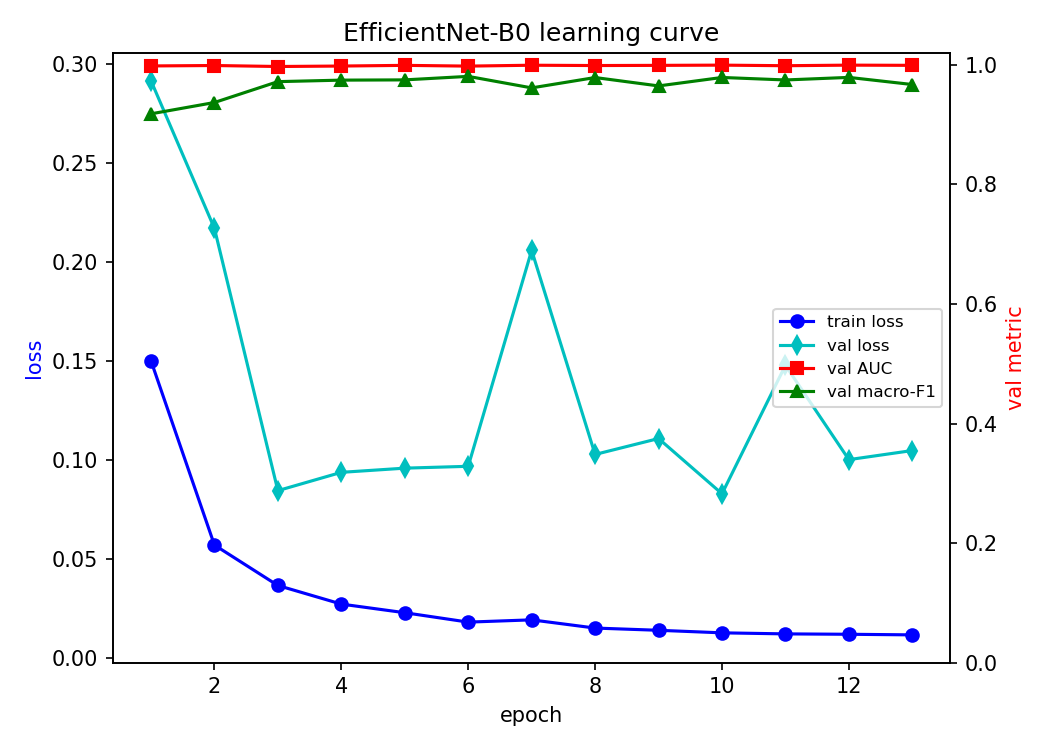 EfficientNet-B0 learning curve
0.30
0.25
0.20
0.15
0.10
0.05
0.00
loss
1.0
0.8
0.6
0.4
0.2
0.0
val metric
train loss
val loss
val AUC
val macro-F1
2 4 6 8 10 12
epoch